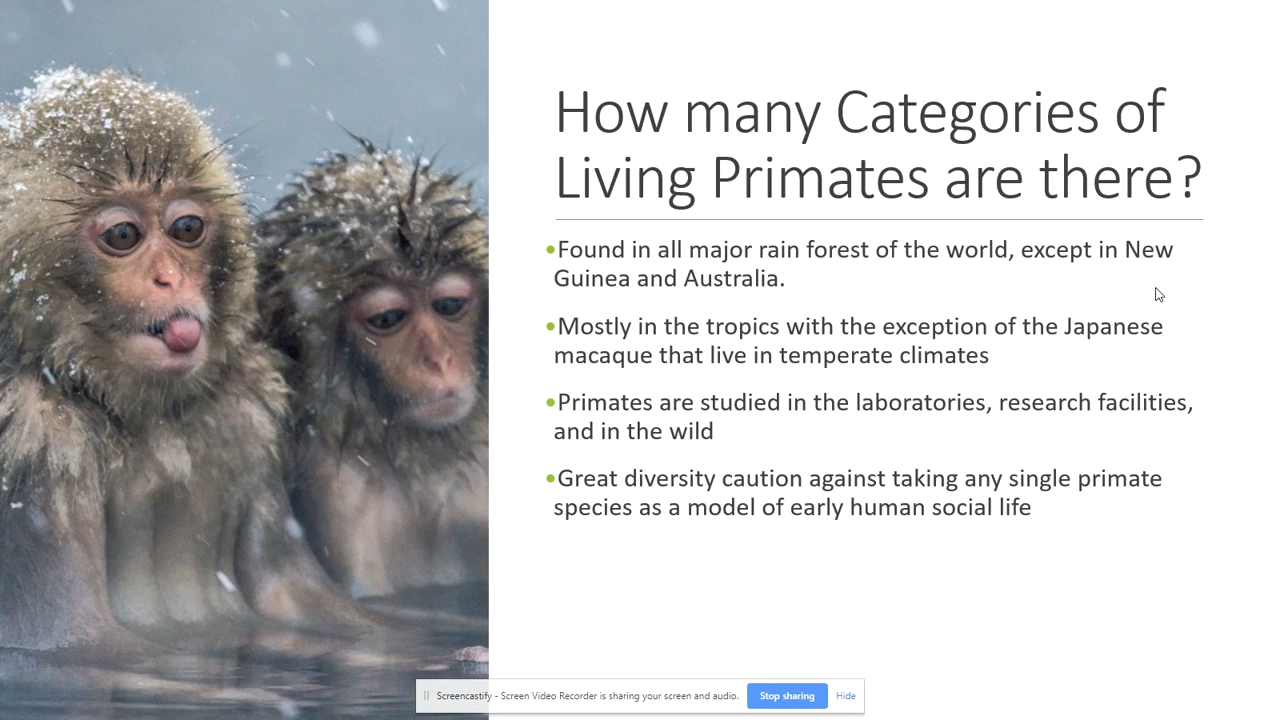 How many Categories of
Living Primates are there?
•Found in all major rain forest of the world, except in New
Guinea and Australia.
•Mostly in the tropics with the exception of the Japanese
macaque that live in temperate climates
•Primates are studied in the laboratories, research facilities,
and in the wild
•Great diversity caution against taking any single primate
species as a model of early human social life
Screencastify - Screen Video Recorder is sharing your screen and audio. Stop sharing Hide